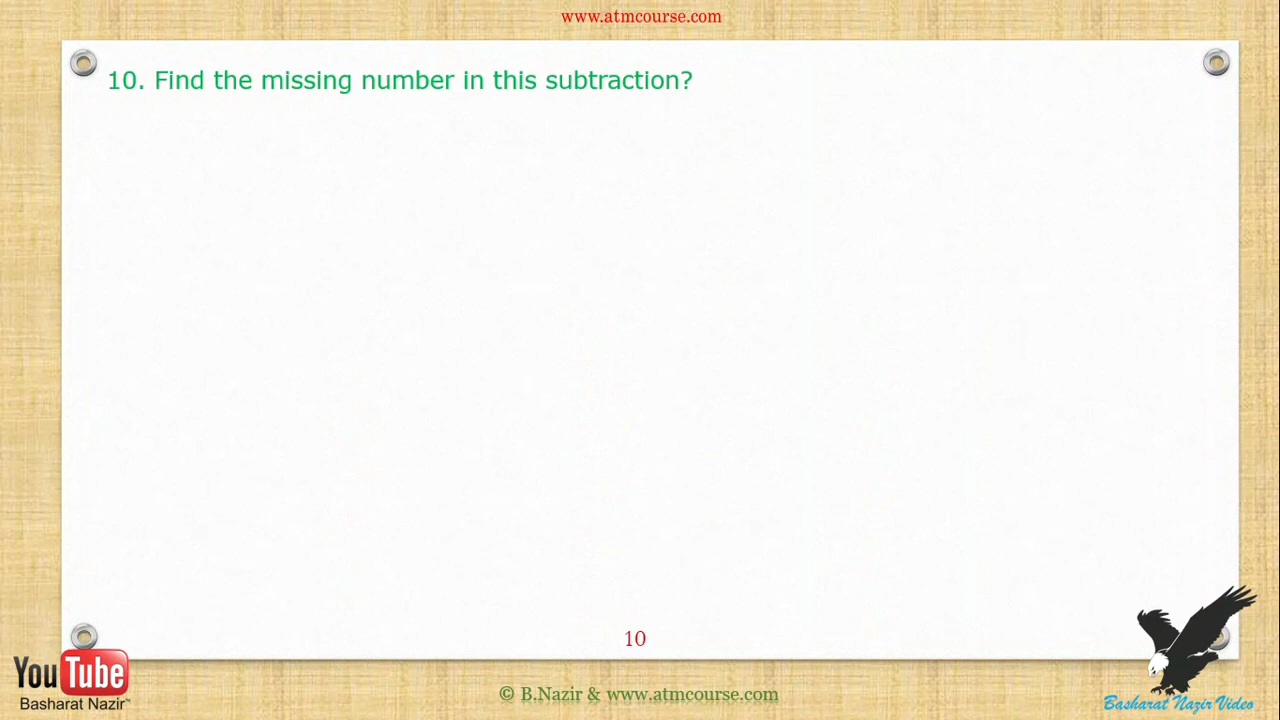 www.atmcourse.com
10. Find the missing number in this subtraction?
10
YouTube
Basharat Nazir™
© B.Nazir & www.atmcourse.com
Basharat Nazir Video